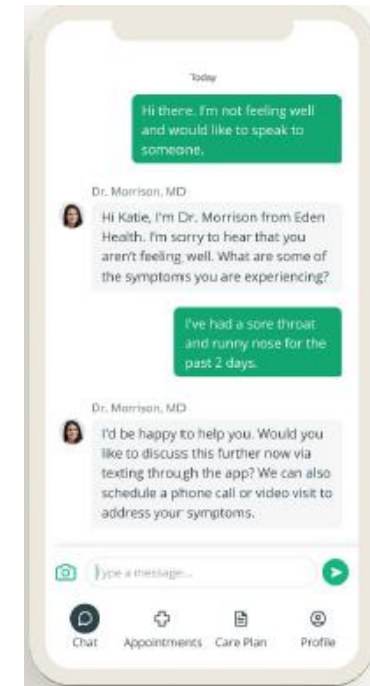 Today
Hi there. I'm not feeling well
and would like to speak to
someone.
Dr. Morrison, MD
Hi Katie, I'm Dr. Morrison from Eden
Health. I'm sorry to hear that you
aren't feeling well. What are some of
the symptoms you are experiencing?
I've had a sore throat
and runny nose for the
past 2 days.
Dr. Morrison, MD
I'd be happy to help you. Would you
like to discuss this further now via
texting through the app? We can also
schedule a phone call or video visit to
address your symptoms.
Type a message...
Chat Appointments Care Plan Profile